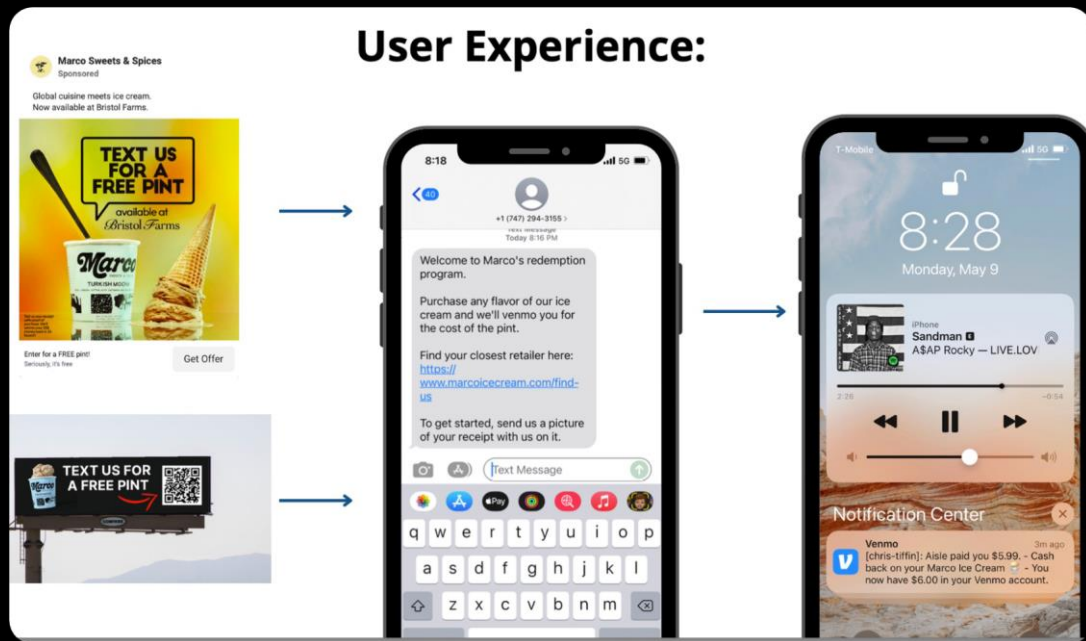 User Experience:
Marco Sweets & Spices
Sponsored
Global cuisine meets ice cream.
Now available at Bristol Farms.
TEXT US
FOR A
FREE PINT
available at
Bristol Farms
Marco
TURKISH MOCHA
Enter for a FREE pint!
Seriously, it's free
Get Offer
Marco
TEXT US FOR
A FREE PINT
8:18
5G
40
+1 (747) 294-3155 >
Text Message
Today 8:16 PM
Welcome to Marco's redemption
program.
Purchase any flavor of our ice
cream and we'll venmo you for
the cost of the pint.
Find your closest retailer here:
https://
www.marcoicecream.com/find-
us
To get started, send us a picture
of your receipt with us on it.
Text Message
Pay
q w e r t y u i o p
a s d f g h j k l
z x c v b n m
T-Mobile
5G
8:28
Monday, May 9
iPhone
Sandman E
A$AP Rocky — LIVE.LOV
2:28
-0:54
Notification Center
Venmo
3m ago
[chris-tiffin]: Aisle paid you $5.99. - Cash
back on your Marco Ice Cream 🍨 - You
now have $6.00 in your Venmo account.